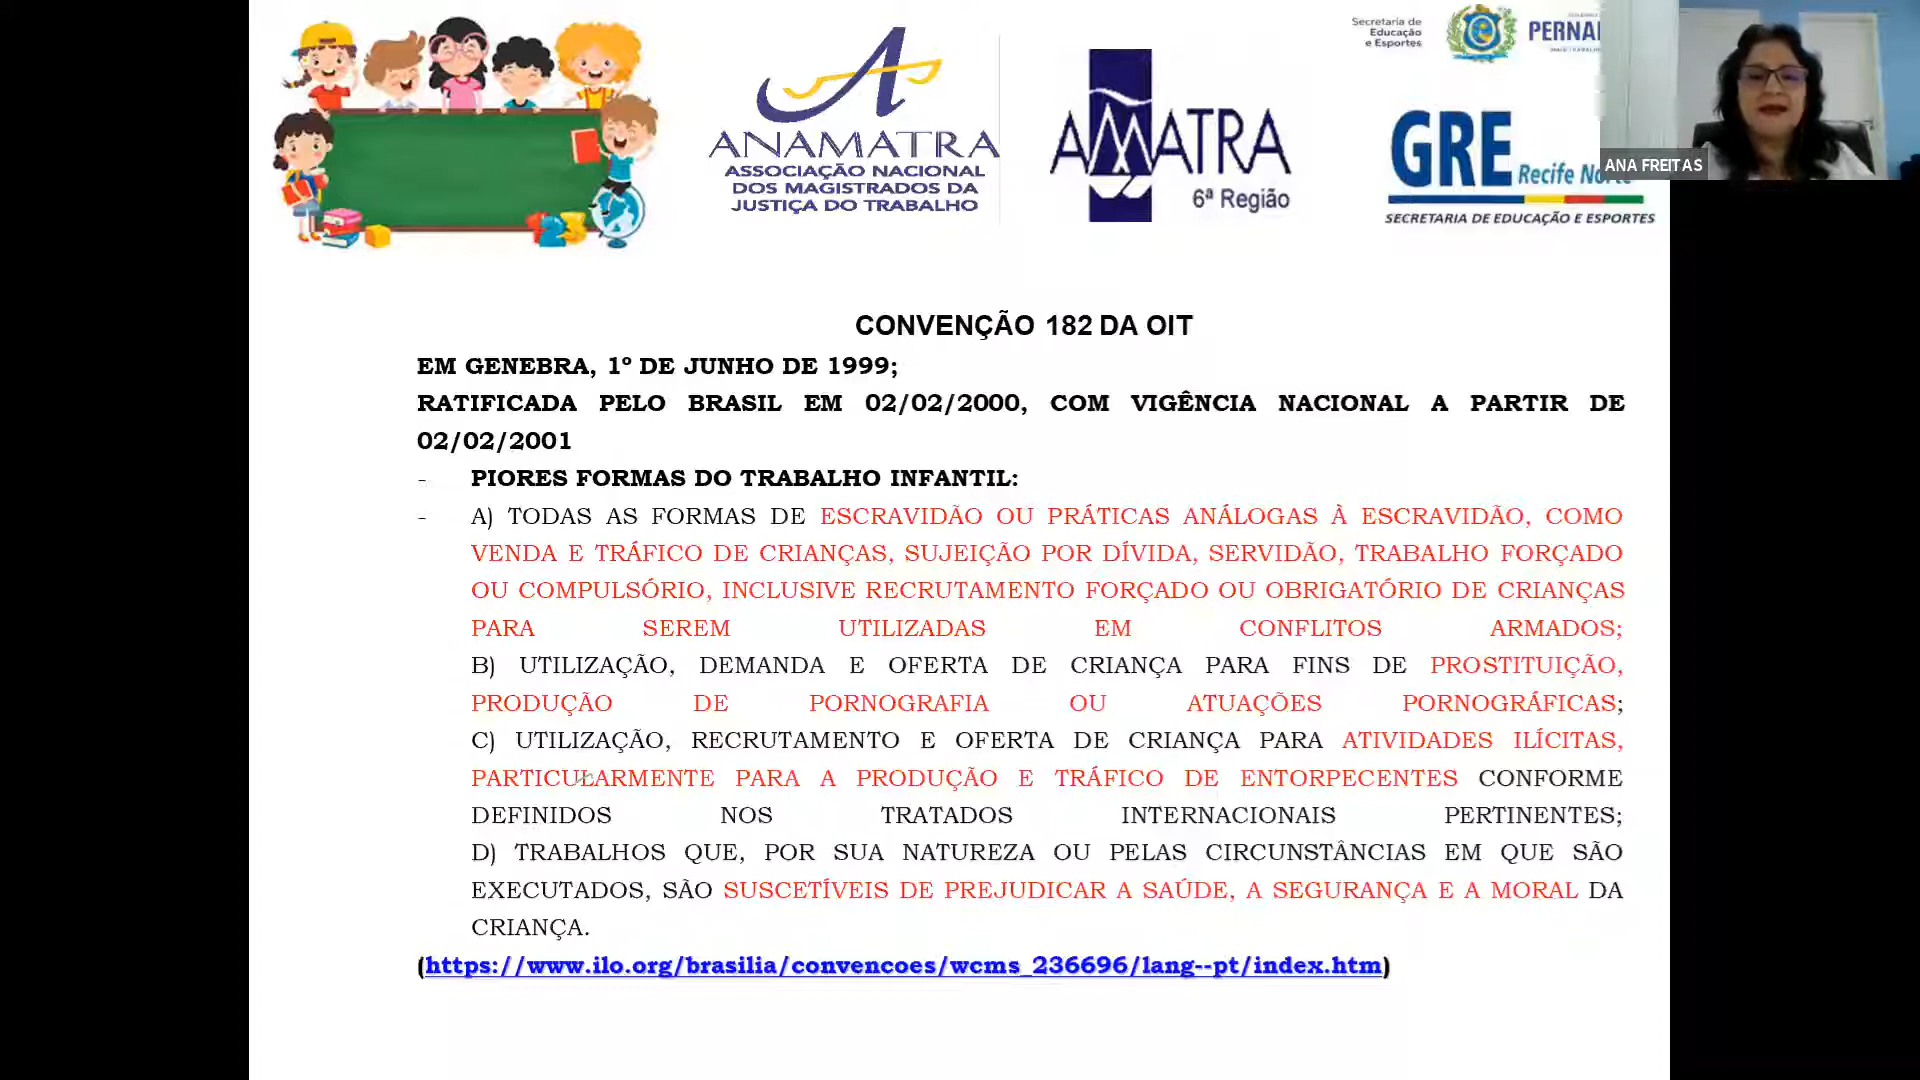 Secretaria de
Educação
e Esportes
ANAMATRA
ASSOCIAÇÃO NACIONAL
DOS MAGISTRADOS DA
JUSTIÇA DO TRABALHO
AMATRA
6ª Região
GRE Recife Norte
SECRETARIA DE EDUCAÇÃO E ESPORTES
ANA FREITAS
123
CONVENÇÃO 182 DA OIT
EM GENEBRA, 1º DE JUNHO DE 1999;
RATIFICADA PELO BRASIL EM 02/02/2000, COM VIGÊNCIA NACIONAL A PARTIR DE
02/02/2001
- PIORES FORMAS DO TRABALHO INFANTIL:
- A) TODAS AS FORMAS DE ESCRAVIDÃO OU PRÁTICAS ANÁLOGAS À ESCRAVIDÃO, COMO
VENDA E TRÁFICO DE CRIANÇAS, SUJEIÇÃO POR DÍVIDA, SERVIDÃO, TRABALHO FORÇADO
OU COMPULSÓRIO, INCLUSIVE RECRUTAMENTO FORÇADO OU OBRIGATÓRIO DE CRIANÇAS
PARA SEREM UTILIZADAS EM CONFLITOS ARMADOS;
B) UTILIZAÇÃO, DEMANDA E OFERTA DE CRIANÇA PARA FINS DE PROSTITUIÇÃO,
PRODUÇÃO DE PORNOGRAFIA OU ATUAÇÕES PORNOGRÁFICAS;
C) UTILIZAÇÃO, RECRUTAMENTO E OFERTA DE CRIANÇA PARA ATIVIDADES ILÍCITAS,
PARTICULARMENTE PARA A PRODUÇÃO E TRÁFICO DE ENTORPECENTES CONFORME
DEFINIDOS NOS TRATADOS INTERNACIONAIS PERTINENTES;
D) TRABALHOS QUE, POR SUA NATUREZA OU PELAS CIRCUNSTÂNCIAS EM QUE SÃO
EXECUTADOS, SÃO SUSCETÍVEIS DE PREJUDICAR A SAÚDE, A SEGURANÇA E A MORAL DA
CRIANÇA.
(https://www.ilo.org/brasilia/convencoes/wcms_236696/lang--pt/index.htm)